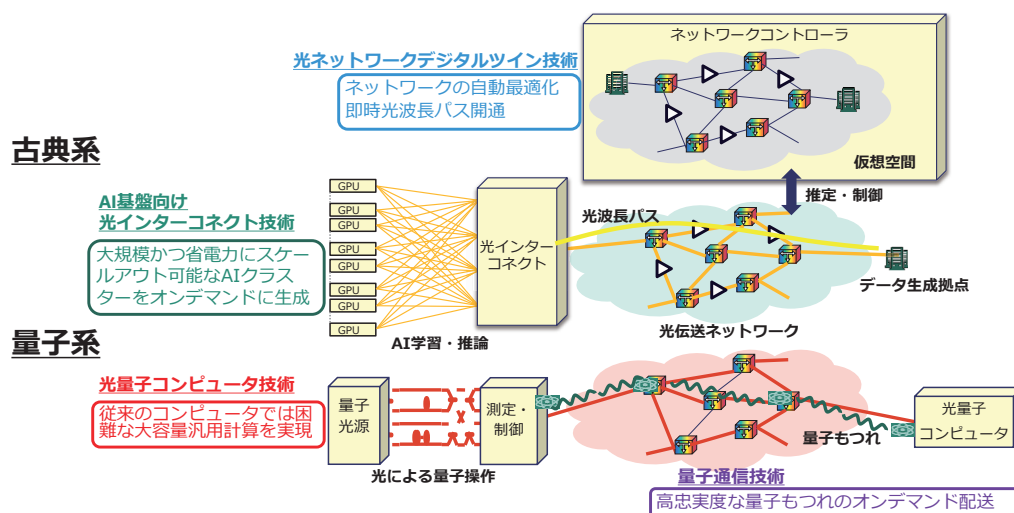 ネットワークコントローラ
光ネットワークデジタルツイン技術
ネットワークの自動最適化
即時光波長パス開通
仮想空間
古典系
推定・制御
AI基盤向け
光インターコネクト技術
大規模かつ省電力にスケー
ルアウト可能なAIクラス
ターをオンデマンドに生成
GPU
GPU
GPU
GPU
GPU
GPU
GPU
GPU
光インター
コネクト
光波長パス
データ生成拠点
光伝送ネットワーク
AI学習・推論
量子系
光量子コンピュータ技術
従来のコンピュータでは困
難な大容量汎用計算を実現
量子
光源
測定・
制御
光量子
コンピュータ
量子もつれ
光による量子操作
量子通信技術
高忠実度な量子もつれのオンデマンド配送